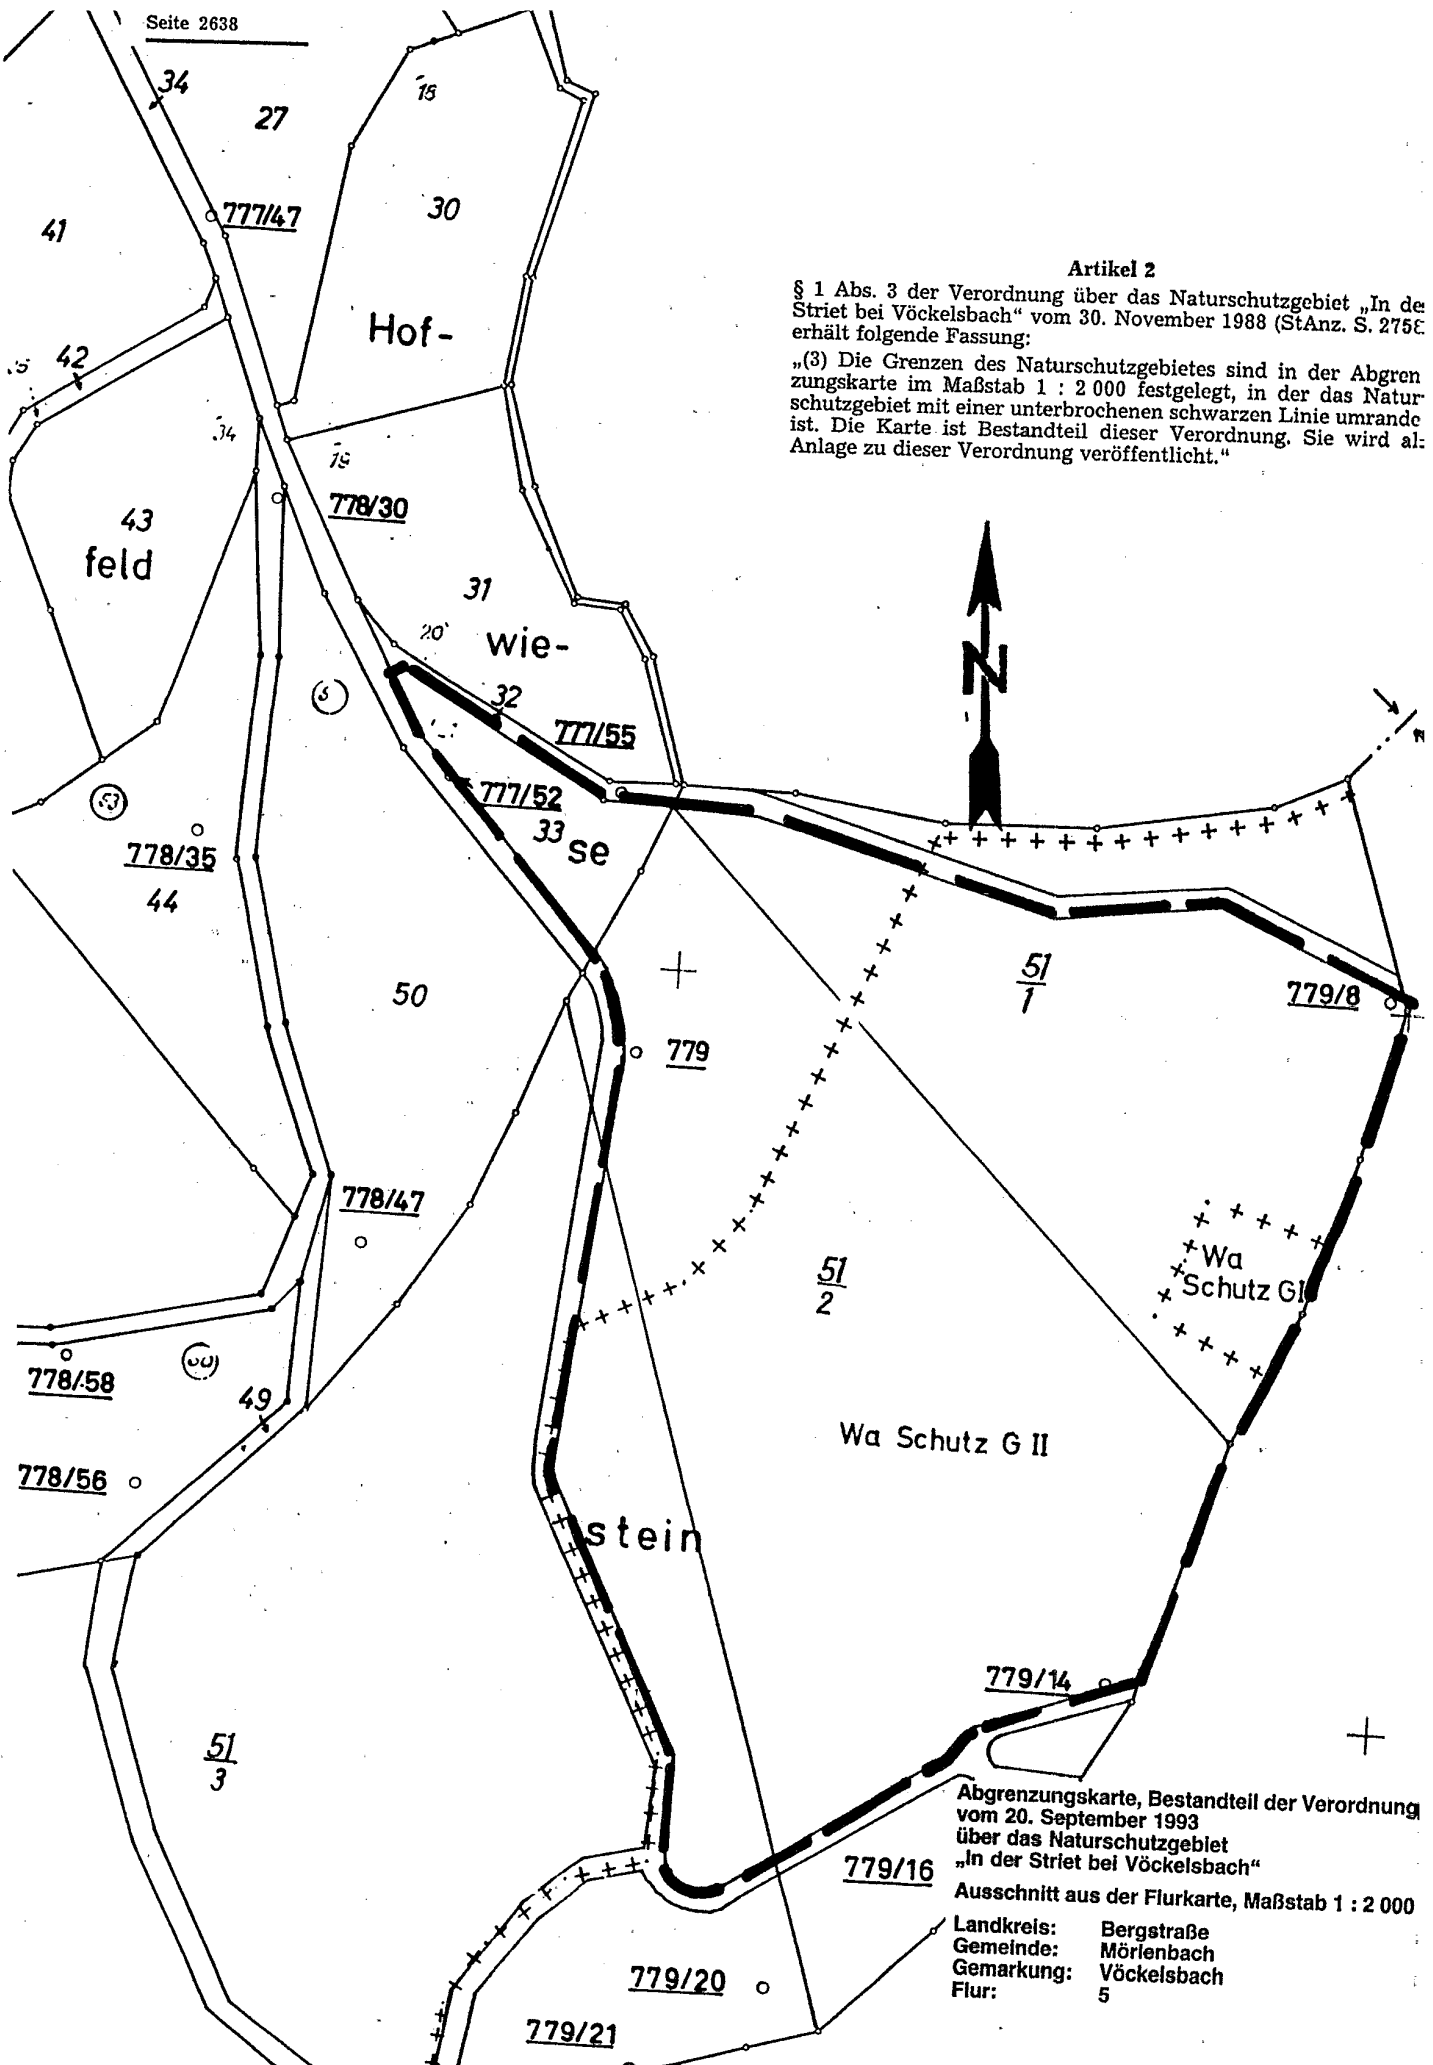 Seite 2638
34
27
18
777/47
30
41
Artikel 2
§ 1 Abs. 3 der Verordnung über das Naturschutzgebiet „In de
Striet bei Vöckelsbach“ vom 30. November 1988 (StAnz. S. 275
erhält folgende Fassung:
„(3) Die Grenzen des Naturschutzgebietes sind in der Abgren
zungskarte im Maßstab 1 : 2 000 festgelegt, in der das Natur-
schutzgebiet mit einer unterbrochenen schwarzen Linie umrande
ist. Die Karte ist Bestandteil dieser Verordnung. Sie wird al
Anlage zu dieser Verordnung veröffentlicht.“
Hof-
42
34
19
778/30
43
feld
31
20
wie-
N
32
777/55
777/52
33
se
53
778/35
44
50
51
1
779/8
779
778/47
51
2
Wa
Schutz GI
778/58
49
Wa Schutz G II
778/56
stein
779/14
51
3
Abgrenzungskarte, Bestandteil der Verordnung
vom 20. September 1993
über das Naturschutzgebiet
„In der Striet bei Vöckelsbach“
779/16
Ausschnitt aus der Flurkarte, Maßstab 1 : 2 000
Landkreis: Bergstraße
Gemeinde: Mörlenbach
Gemarkung: Vöckelsbach
Flur: 5
779/20
779/21